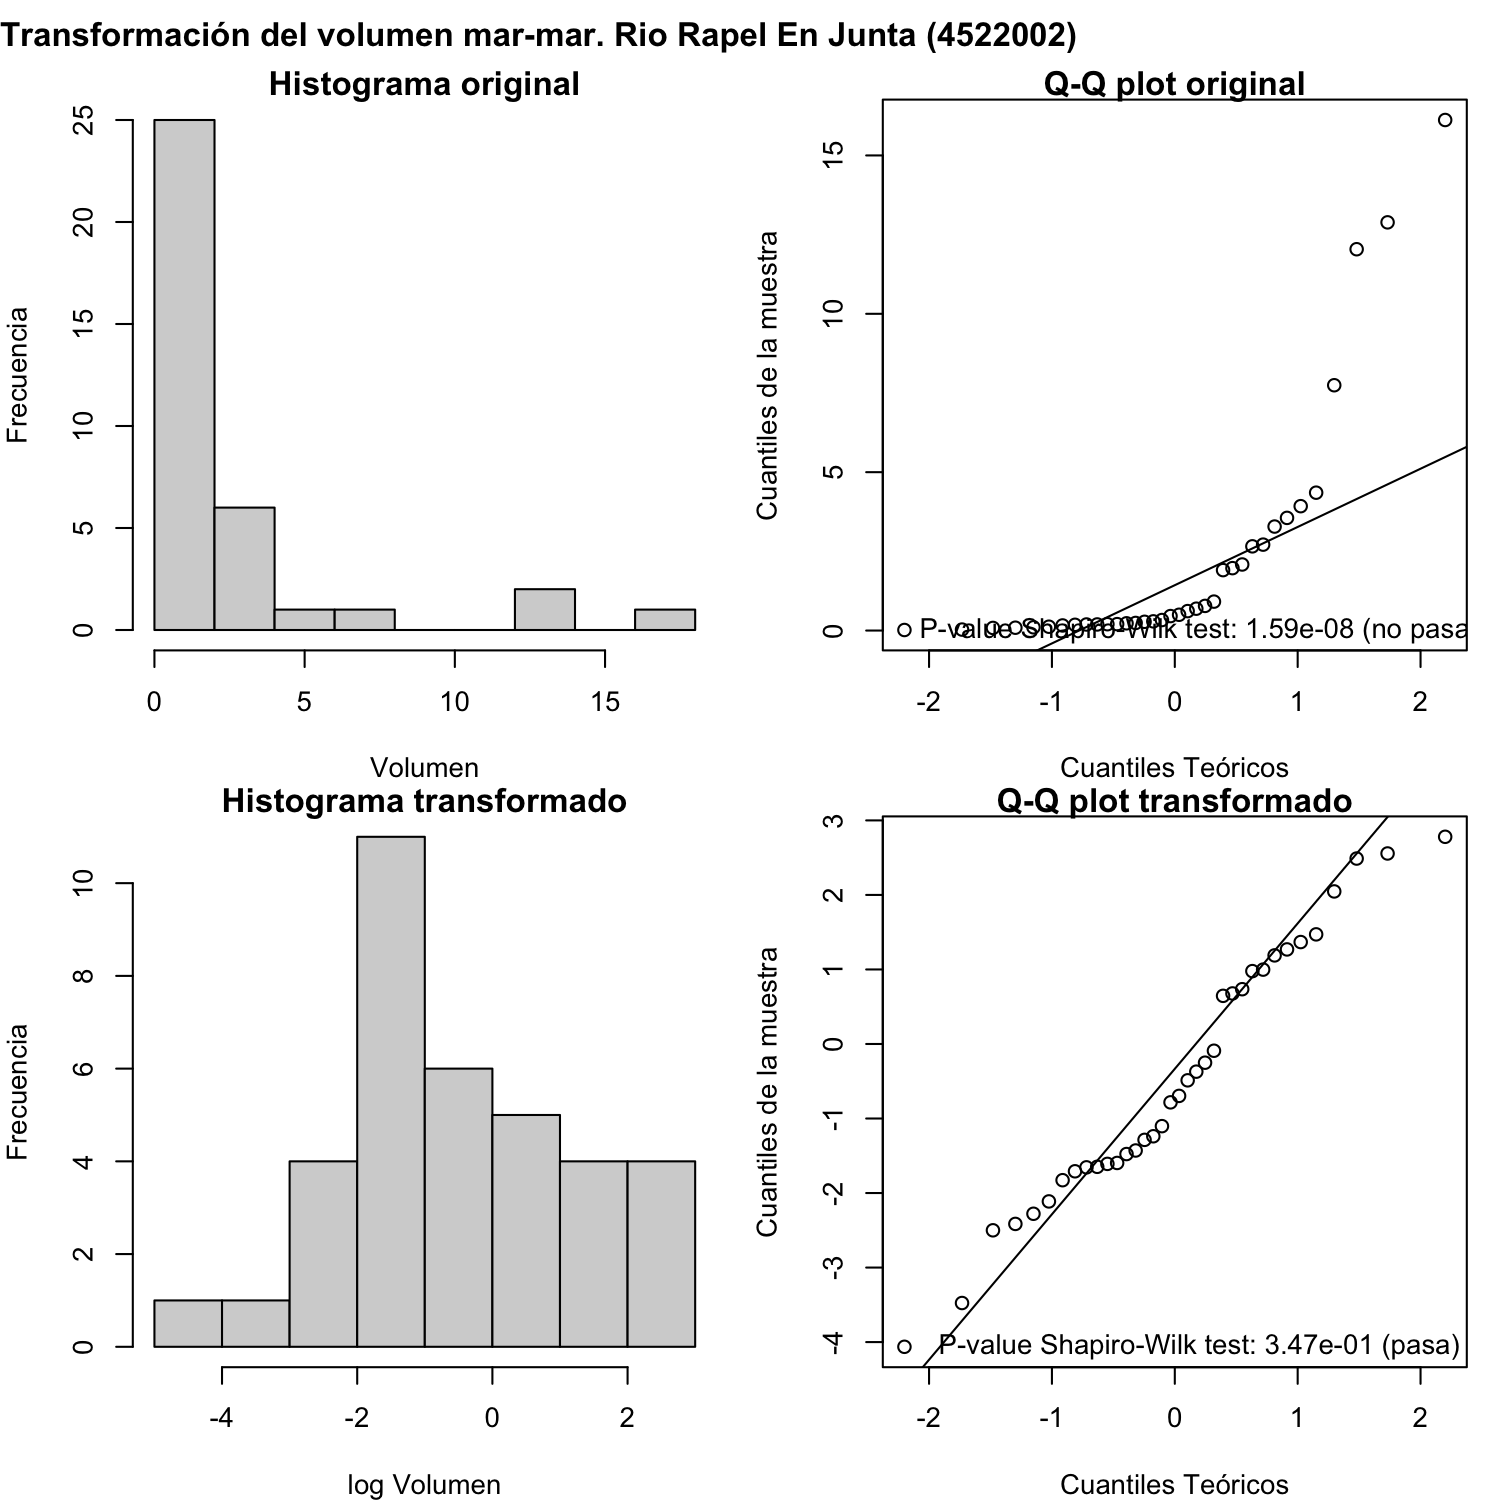 Transformación del volumen mar-mar. Rio Rapel En Junta (4522002)
Histograma original
Frecuencia
0 5 10 15 20 25
0 5 10 15
Volumen
Q-Q plot original
Cuantiles de la muestra
0 5 10 15
P-value Shapiro-Wilk test: 1.59e-08 (no pasa
-2 -1 0 1 2
Cuantiles Teóricos
Histograma transformado
Frecuencia
0 2 4 6 8 10
-4 -2 0 2
log Volumen
Q-Q plot transformado
Cuantiles de la muestra
-4 -3 -2 -1 0 1 2 3
P-value Shapiro-Wilk test: 3.47e-01 (pasa)
-2 -1 0 1 2
Cuantiles Teóricos